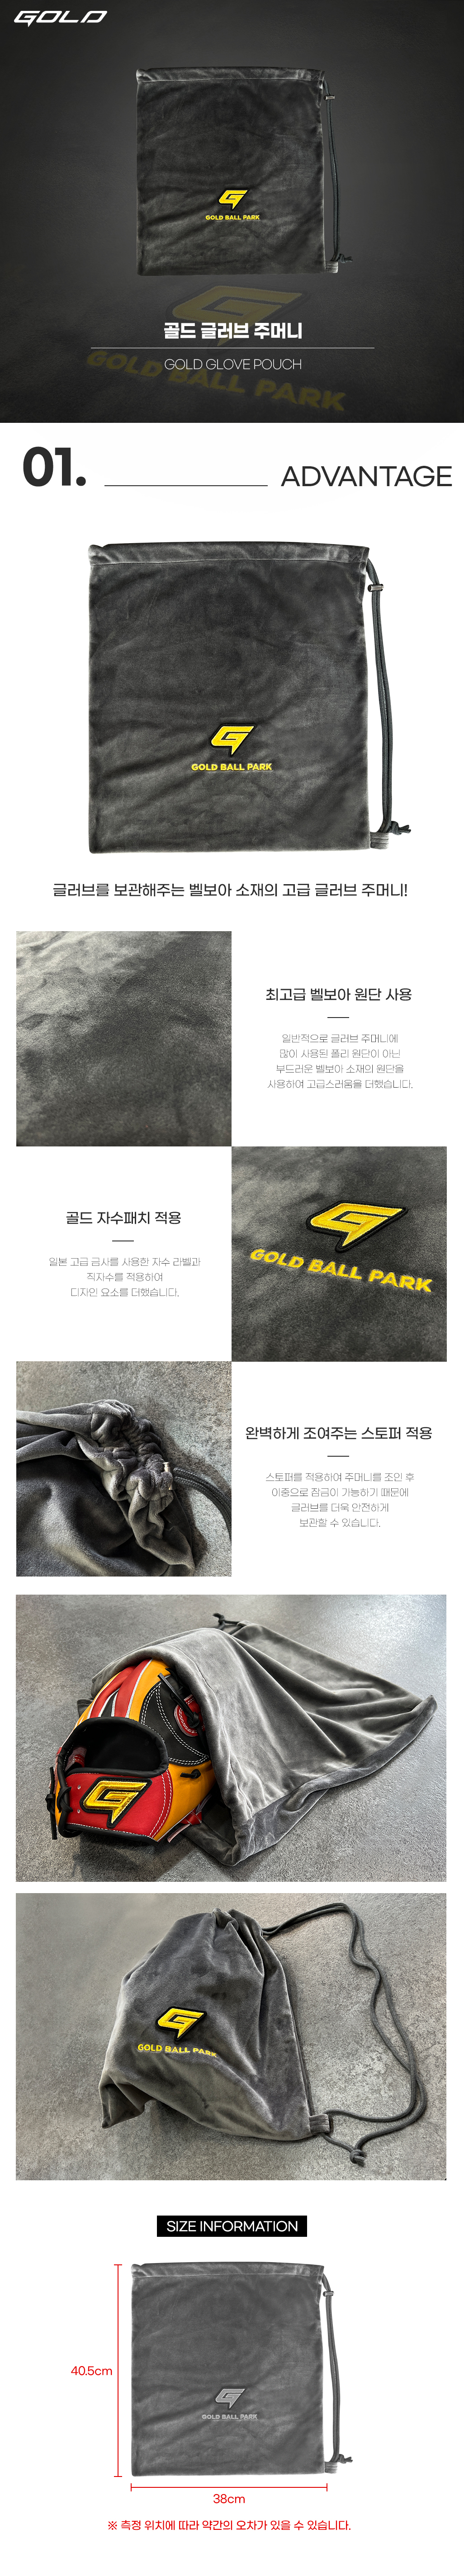 GOLD
GOLD BALL PARK
골드 글러브 주머니
GOLD GLOVE POUCH
GOLD BALL PARK
01.
ADVANTAGE
GOLD BALL PARK
글러브를 보관해주는 벨보아 소재의 고급 글러브 주머니!
최고급 벨보아 원단 사용
일반적으로 글러브 주머니에
많이 사용된 폴리 원단이 아닌
부드러운 벨보아 소재의 원단을
사용하여 고급스러움을 더했습니다.
골드 자수패치 적용
일본 고급 금사를 사용한 자수 라벨과
직자수를 적용하여
디자인 요소를 더했습니다.
GOLD BALL PARK
완벽하게 조여주는 스토퍼 적용
스토퍼를 적용하여 주머니를 조인 후
이중으로 잠금이 가능하기 때문에
글러브를 더욱 안전하게
보관할 수 있습니다.
GOLD BALL PARK
SIZE INFORMATION
40.5cm
GOLD BALL PARK
38cm
※ 측정 위치에 따라 약간의 오차가 있을 수 있습니다.